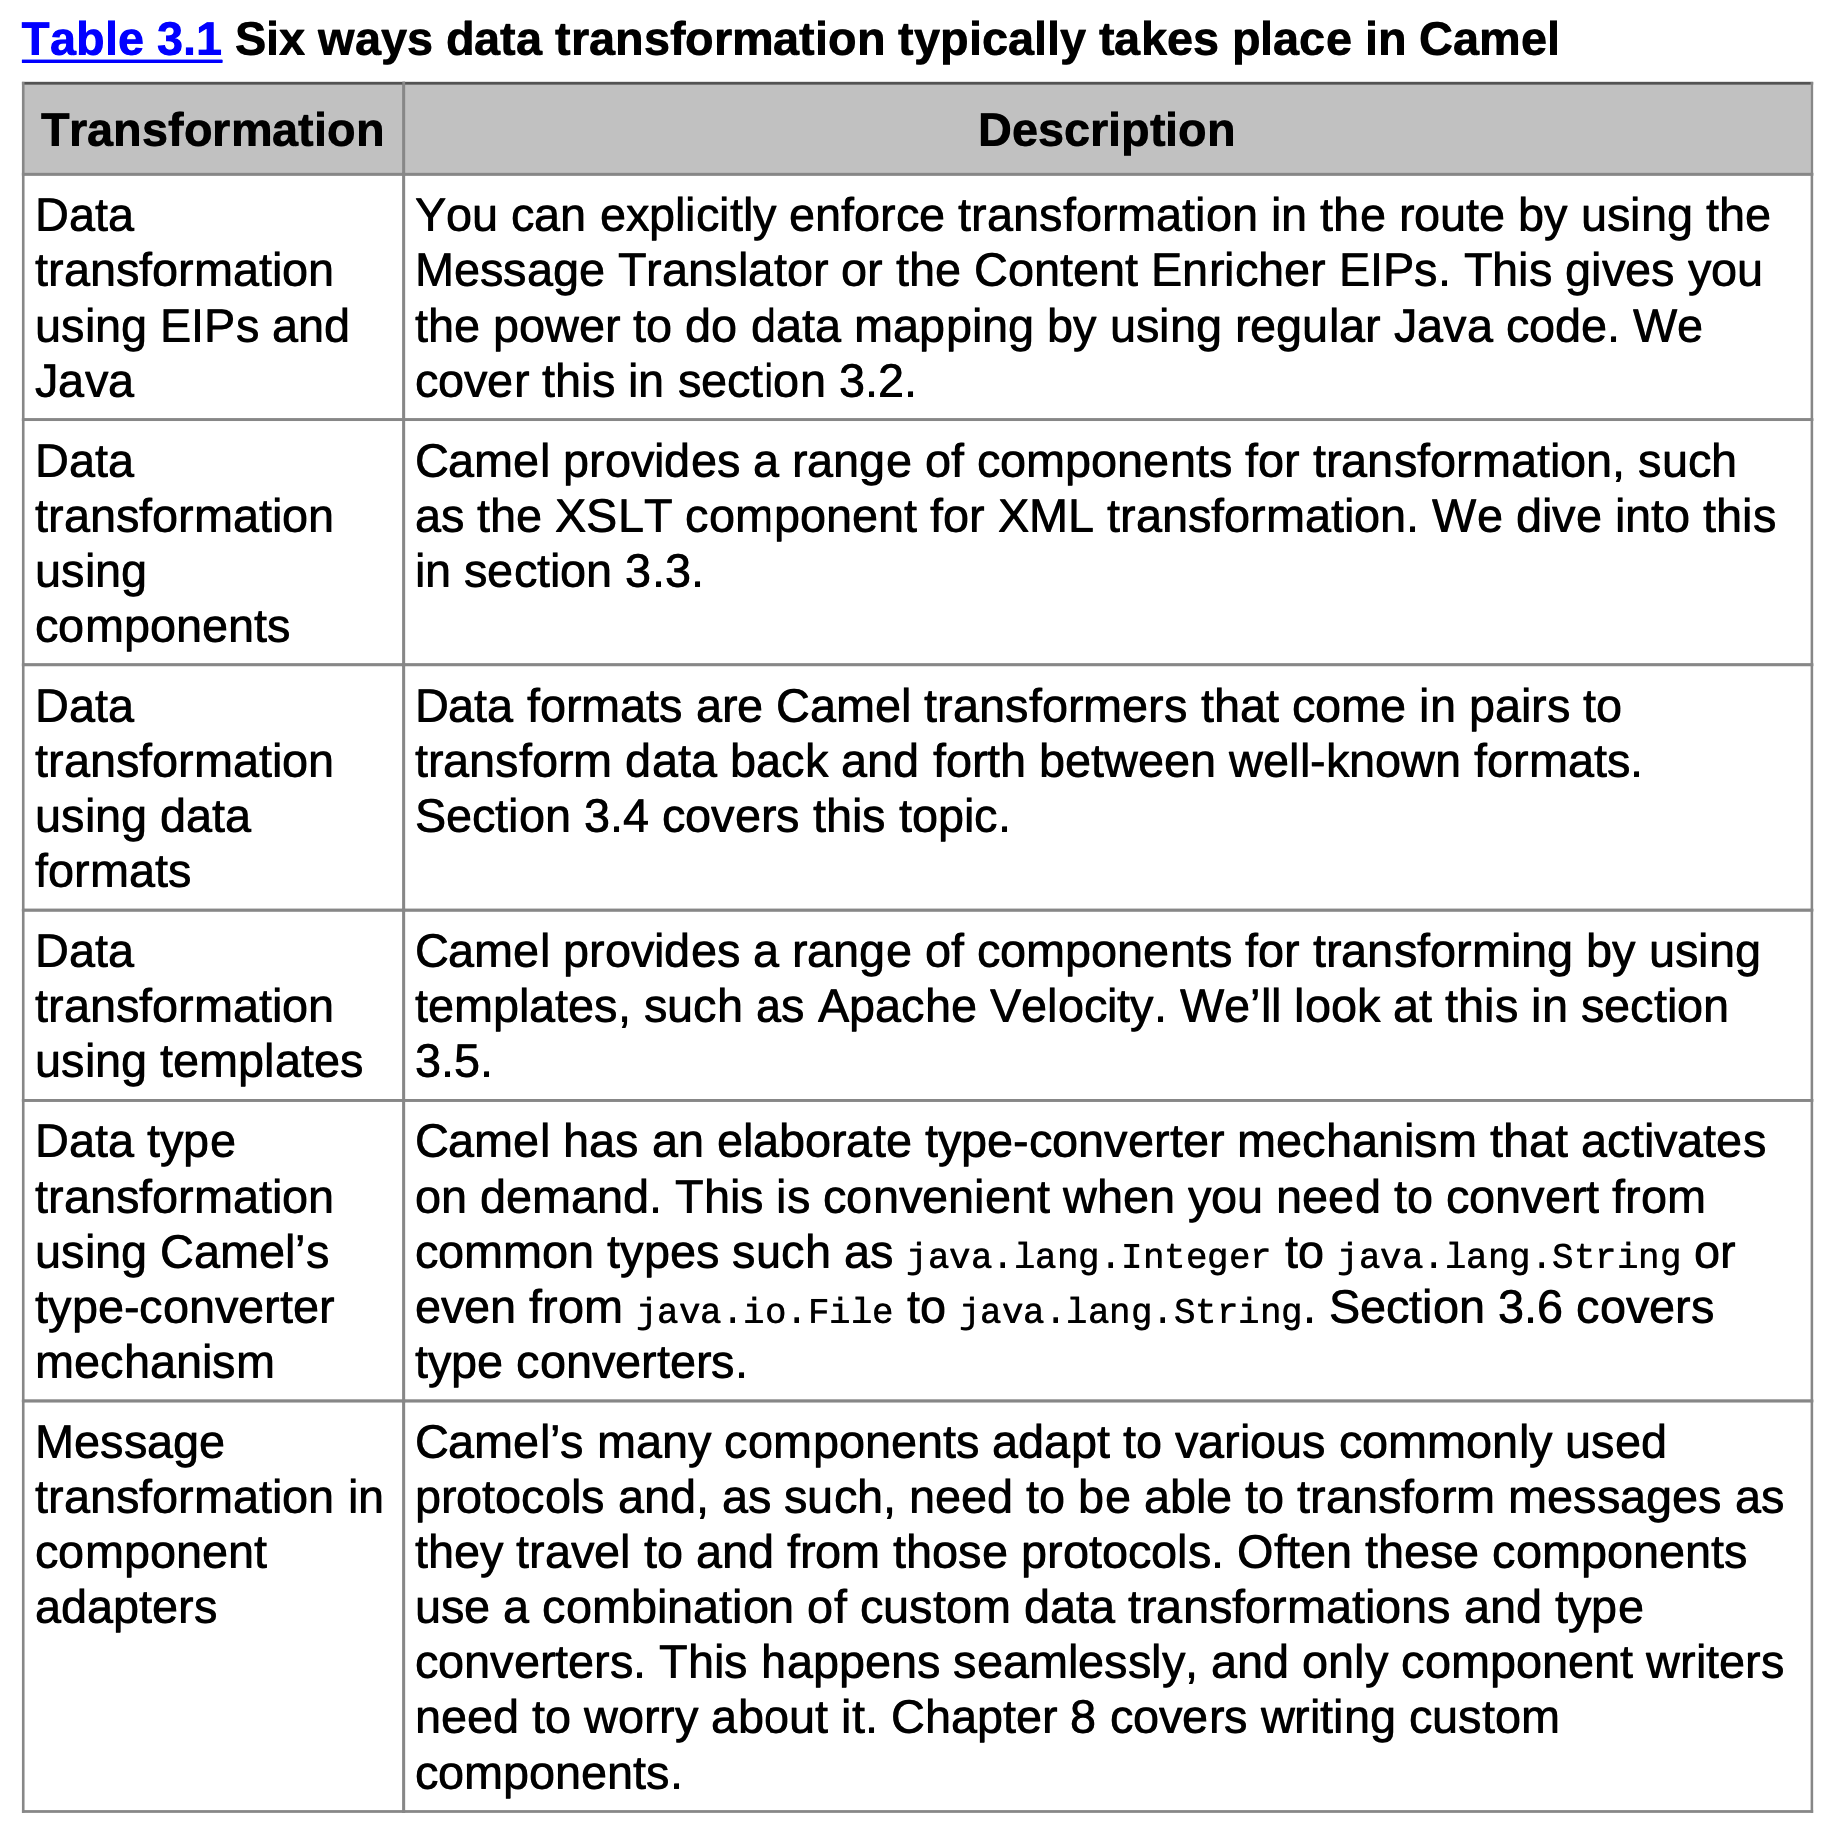 Table 3.1 Six ways data transformation typically takes place in Camel
Transformation
Description
Data
transformation
using EIPs and
Java
You can explicitly enforce transformation in the route by using the
Message Translator or the Content Enricher EIPs. This gives you
the power to do data mapping by using regular Java code. We
cover this in section 3.2.
Data
transformation
using
components
Camel provides a range of components for transformation, such
as the XSLT component for XML transformation. We dive into this
in section 3.3.
Data
transformation
using data
formats
Data formats are Camel transformers that come in pairs to
transform data back and forth between well-known formats.
Section 3.4 covers this topic.
Data
transformation
using templates
Camel provides a range of components for transforming by using
templates, such as Apache Velocity. We’ll look at this in section
3.5.
Data type
transformation
using Camel’s
type-converter
mechanism
Camel has an elaborate type-converter mechanism that activates
on demand. This is convenient when you need to convert from
common types such as java.lang.Integer to java.lang.String or
even from java.io.File to java.lang.String. Section 3.6 covers
type converters.
Message
transformation in
component
adapters
Camel’s many components adapt to various commonly used
protocols and, as such, need to be able to transform messages as
they travel to and from those protocols. Often these components
use a combination of custom data transformations and type
converters. This happens seamlessly, and only component writers
need to worry about it. Chapter 8 covers writing custom
components.